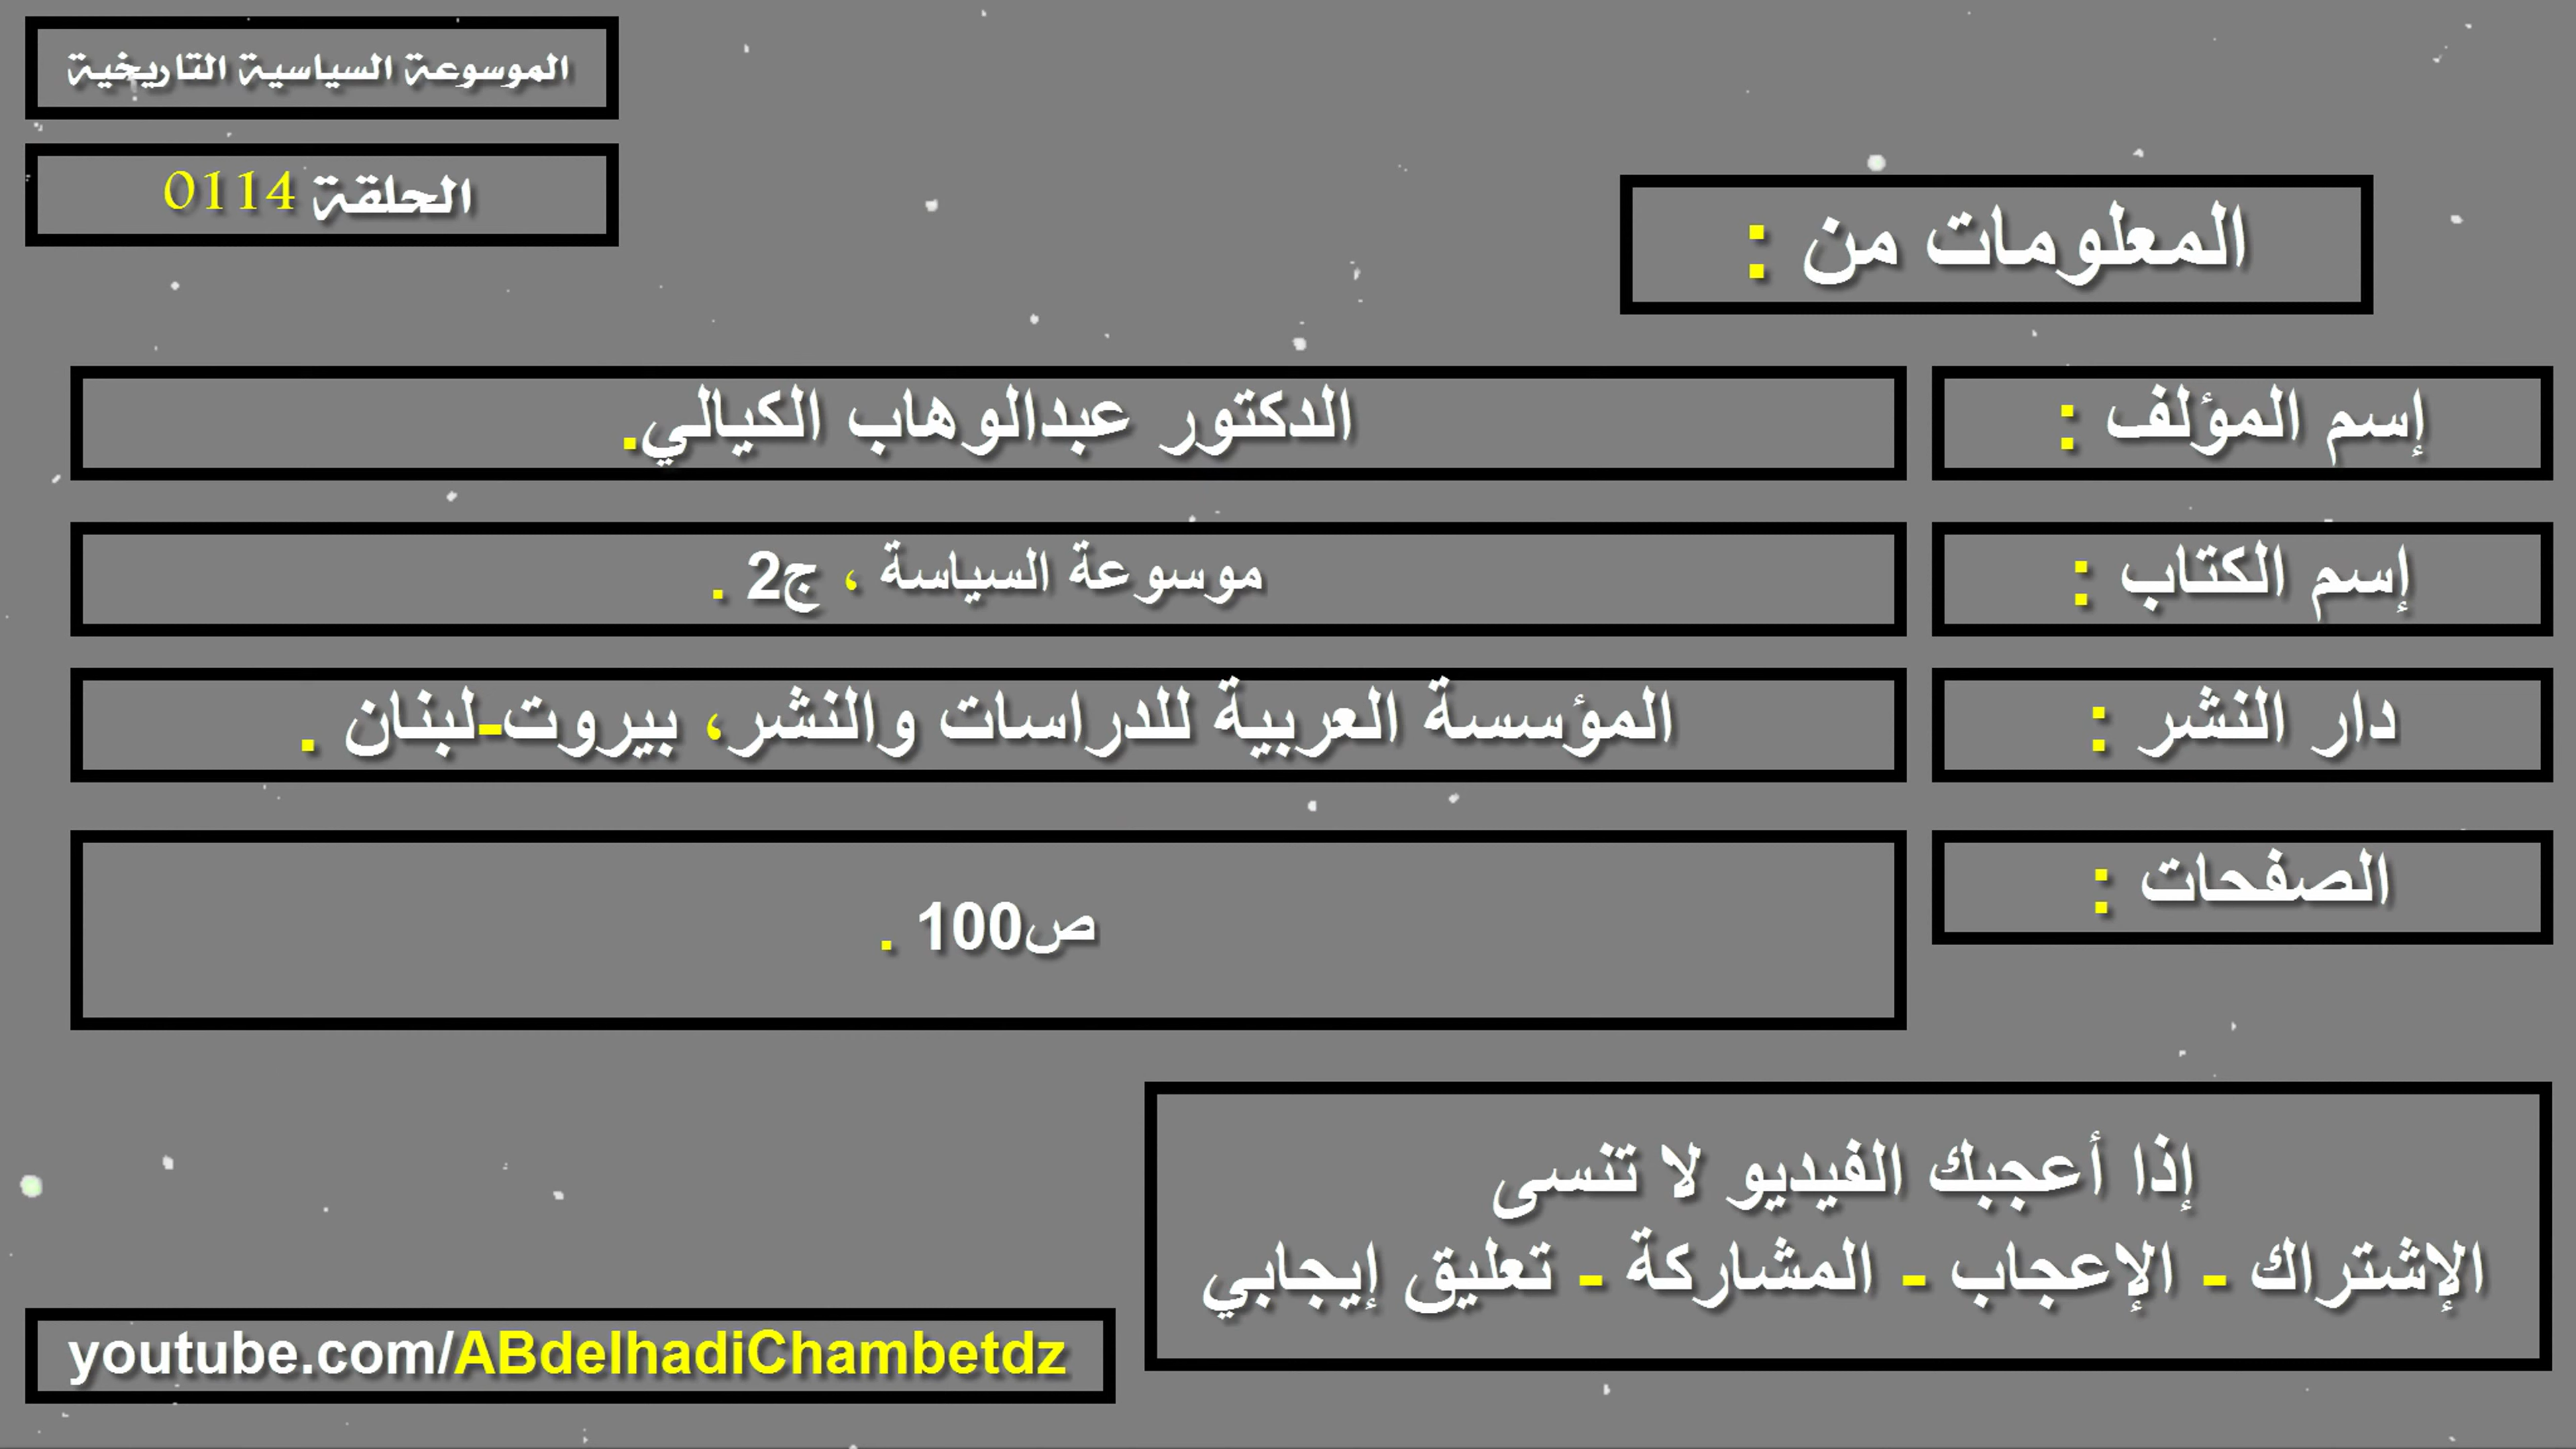 الموسوعة السياسية التاريخية
الحلقة 0114
المعلومات من :
إسم المؤلف :
الدكتور عبدالوهاب الكيالي.
إسم الكتاب :
موسوعة السياسة ، ج2 .
دار النشر :
المؤسسة العربية للدراسات والنشر، بيروت-لبنان .
الصفحات :
ص100 .
إذا أعجبك الفيديو لا تنسى
الإشتراك - الإعجاب - المشاركة - تعليق إيجابي
youtube.com/ABdelhadiChambetdz